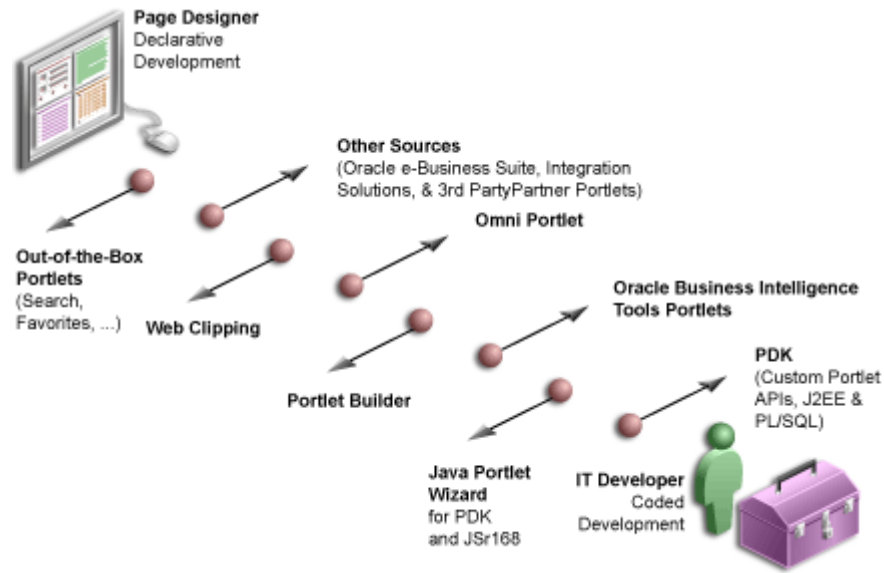 Page Designer
Declarative
Development
Other Sources
(Oracle e-Business Suite, Integration
Solutions, & 3rd PartyPartner Portlets)
Omni Portlet
Out-of-the-Box
Portlets
(Search,
Favorites, ...)
Web Clipping
Oracle Business Intelligence
Tools Portlets
Portlet Builder
PDK
(Custom Portlet
APIs, J2EE &
PL/SQL)
Java Portlet
Wizard
for PDK
and JSr168
IT Developer
Coded
Development